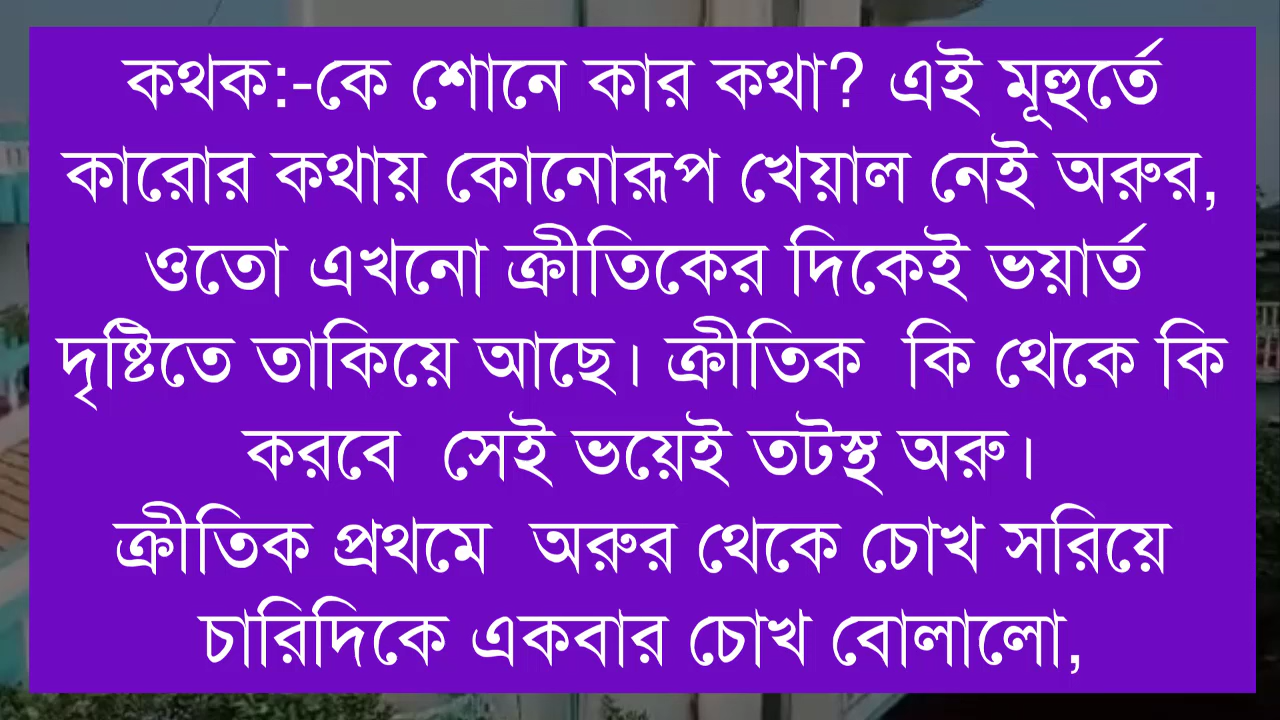 কথক:-কে শোনে কার কথা? এই মূহুর্তে
কারোর কথায় কোনোরূপ খেয়াল নেই অরুর,
ওতো এখনো ক্রীতিকের দিকেই ভয়ার্ত
দৃষ্টিতে তাকিয়ে আছে। ক্রীতিক  কি থেকে কি
করবে  সেই ভয়েই তটস্থ অরু।
ক্রীতিক প্রথমে  অরুর থেকে চোখ সরিয়ে
চারিদিকে একবার চোখ বোলালো,